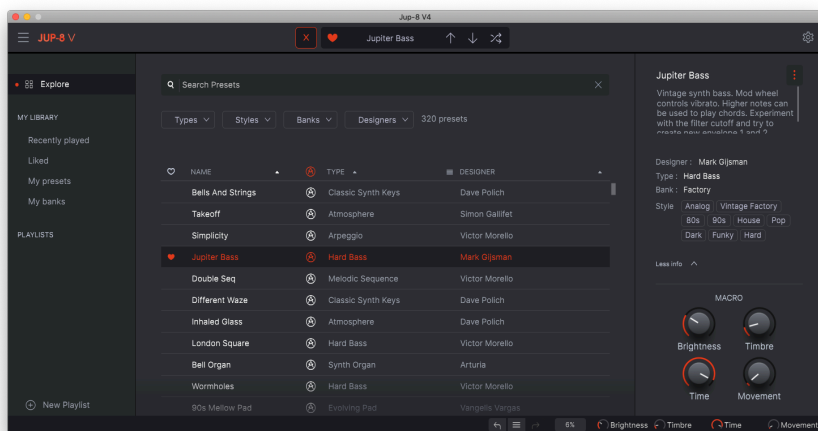 Jup-8 V4
JUP-8 V
X
Jupiter Bass
Explore
MY LIBRARY
Recently played
Liked
My presets
My banks
PLAYLISTS
New Playlist
Search Presets
Types
Styles
Banks
Designers
320 presets
NAME TYPE DESIGNER
Bells And Strings Classic Synth Keys Dave Polich
Takeoff Atmosphere Simon Gallifet
Simplicity Arpeggio Victor Morello
Jupiter Bass Hard Bass Mark Gijsman
Double Seq Melodic Sequence Victor Morello
Different Waze Classic Synth Keys Dave Polich
Inhaled Glass Atmosphere Dave Polich
London Square Hard Bass Victor Morello
Bell Organ Synth Organ Arturia
Wormholes Hard Bass Victor Morello
90s Mellow Pad Evolving Pad Vangelis Vargas
Jupiter Bass
Vintage synth bass. Mod wheel
controls vibrato. Higher notes can
be used to play chords. Experiment
with the filter cutoff and try to
create new envelope 1 and 2
Designer : Mark Gijsman
Type : Hard Bass
Bank : Factory
Style Analog Vintage Factory
80s 90s House Pop
Dark Funky Hard
Less info
MACRO
Brightness Timbre
Time Movement
6% Brightness Timbre Time Movement